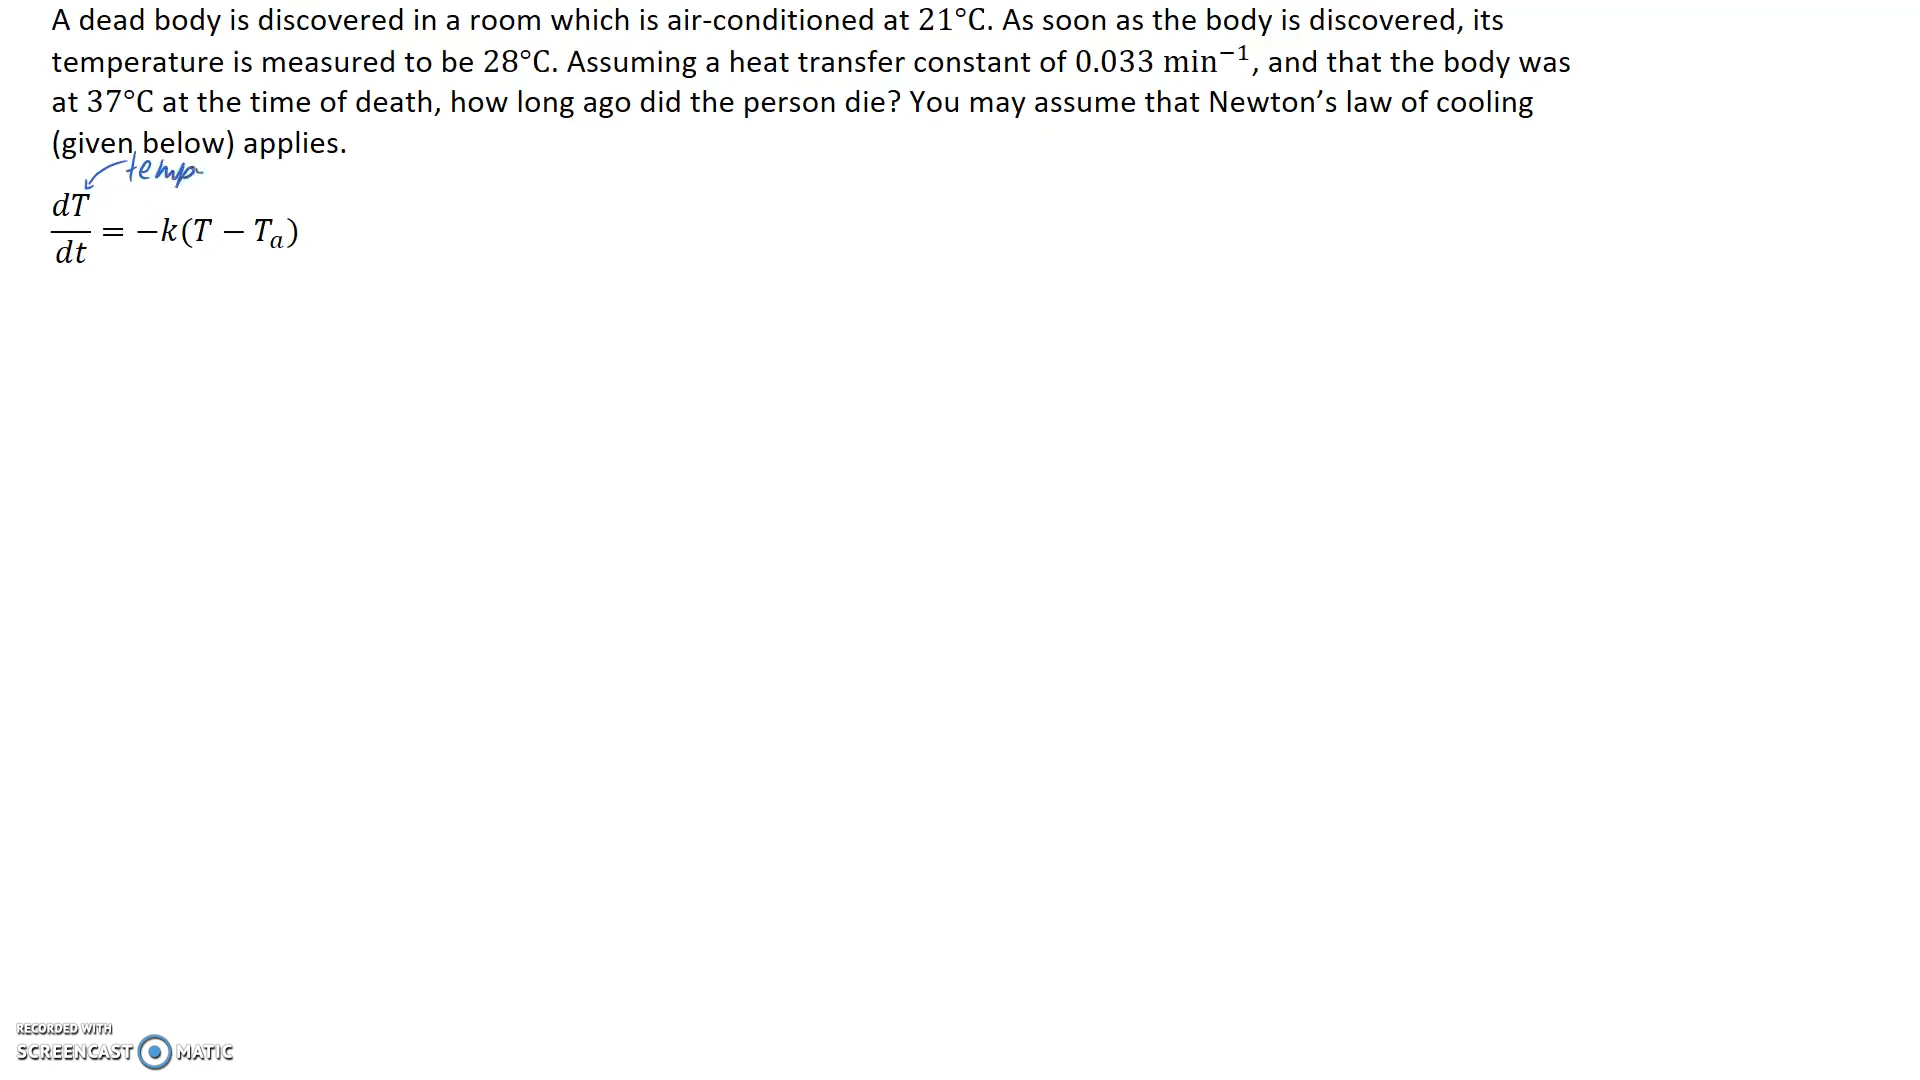 A dead body is discovered in a room which is air-conditioned at 21°C. As soon as the body is discovered, its
temperature is measured to be 28°C. Assuming a heat transfer constant of 0.033 min⁻¹, and that the body was
at 37°C at the time of death, how long ago did the person die? You may assume that Newton’s law of cooling
(given below) applies.
temp
dT/dt = −k(T − Tₐ)
RECORDED WITH
SCREENCAST MATIC